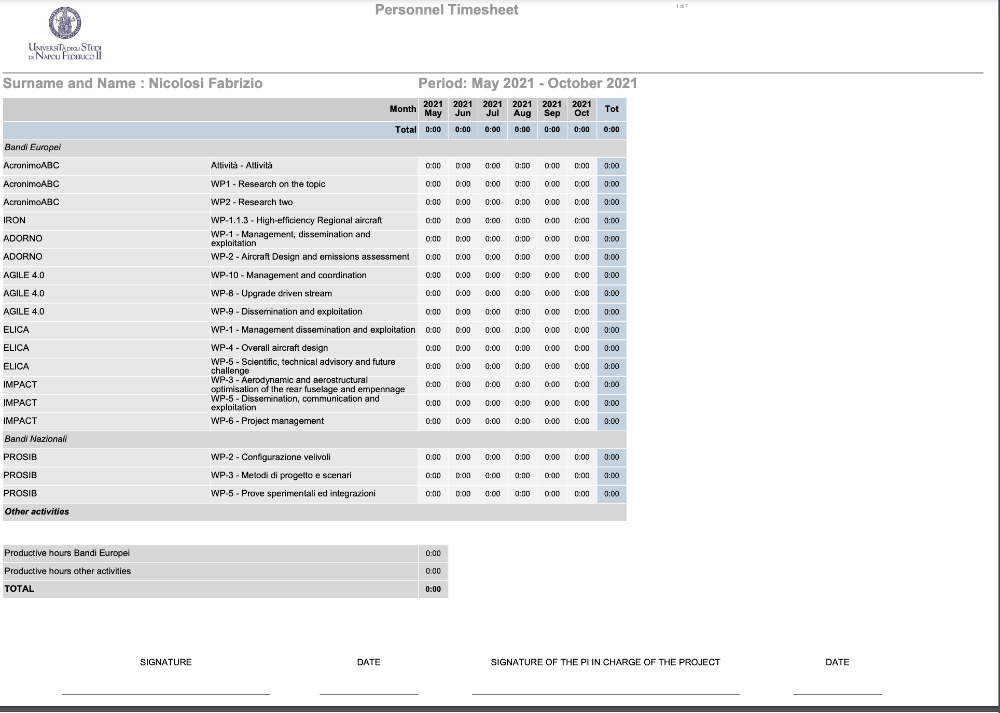 Personnel Timesheet
1 di 7
UNIVERSITÀ DEGLI STUDI
DI NAPOLI FEDERICO II
Surname and Name : Nicolosi Fabrizio
Period: May 2021 - October 2021
Month 2021 May 2021 Jun 2021 Jul 2021 Aug 2021 Sep 2021 Oct Tot
Total 0:00 0:00 0:00 0:00 0:00 0:00 0:00
Bandi Europei
AcronimoABC Attività - Attività 0:00 0:00 0:00 0:00 0:00 0:00 0:00
AcronimoABC WP1 - Research on the topic 0:00 0:00 0:00 0:00 0:00 0:00 0:00
AcronimoABC WP2 - Research two 0:00 0:00 0:00 0:00 0:00 0:00 0:00
IRON WP-1.1.3 - High-efficiency Regional aircraft 0:00 0:00 0:00 0:00 0:00 0:00 0:00
ADORNO WP-1 - Management, dissemination and exploitation 0:00 0:00 0:00 0:00 0:00 0:00 0:00
ADORNO WP-2 - Aircraft Design and emissions assessment 0:00 0:00 0:00 0:00 0:00 0:00 0:00
AGILE 4.0 WP-10 - Management and coordination 0:00 0:00 0:00 0:00 0:00 0:00 0:00
AGILE 4.0 WP-8 - Upgrade driven stream 0:00 0:00 0:00 0:00 0:00 0:00 0:00
AGILE 4.0 WP-9 - Dissemination and exploitation 0:00 0:00 0:00 0:00 0:00 0:00 0:00
ELICA WP-1 - Management dissemination and exploitation 0:00 0:00 0:00 0:00 0:00 0:00 0:00
ELICA WP-4 - Overall aircraft design 0:00 0:00 0:00 0:00 0:00 0:00 0:00
ELICA WP-5 - Scientific, technical advisory and future challenge 0:00 0:00 0:00 0:00 0:00 0:00 0:00
IMPACT WP-3 - Aerodynamic and aerostructural optimisation of the rear fuselage and empennage 0:00 0:00 0:00 0:00 0:00 0:00 0:00
IMPACT WP-5 - Dissemination, communication and exploitation 0:00 0:00 0:00 0:00 0:00 0:00 0:00
IMPACT WP-6 - Project management 0:00 0:00 0:00 0:00 0:00 0:00 0:00
Bandi Nazionali
PROSIB WP-2 - Configurazione velivoli 0:00 0:00 0:00 0:00 0:00 0:00 0:00
PROSIB WP-3 - Metodi di progetto e scenari 0:00 0:00 0:00 0:00 0:00 0:00 0:00
PROSIB WP-5 - Prove sperimentali ed integrazioni 0:00 0:00 0:00 0:00 0:00 0:00 0:00
Other activities
Productive hours Bandi Europei 0:00
Productive hours other activities 0:00
TOTAL 0:00
SIGNATURE DATE SIGNATURE OF THE PI IN CHARGE OF THE PROJECT DATE